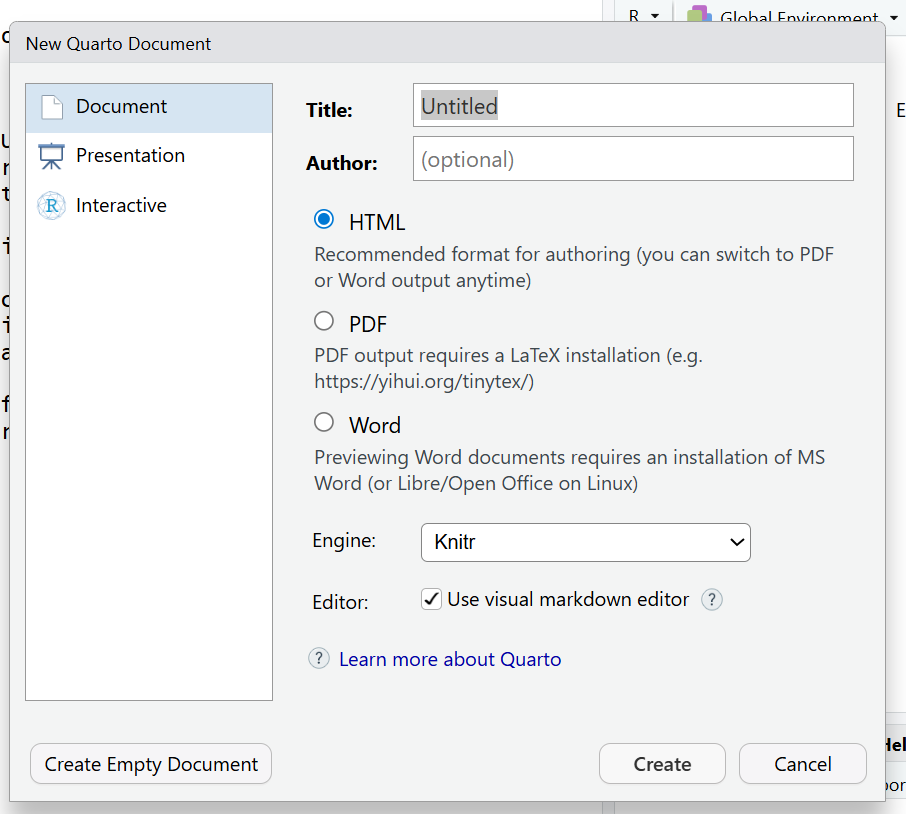 R
Global Environment
New Quarto Document
Document
Presentation
Interactive
Title:
Untitled
Author:
(optional)
HTML
Recommended format for authoring (you can switch to PDF
or Word output anytime)
PDF
PDF output requires a LaTeX installation (e.g.
https://yihui.org/tinytex/)
Word
Previewing Word documents requires an installation of MS
Word (or Libre/Open Office on Linux)
Engine:
Knitr
Editor:
Use visual markdown editor
?
? Learn more about Quarto
Create Empty Document
Create
Cancel